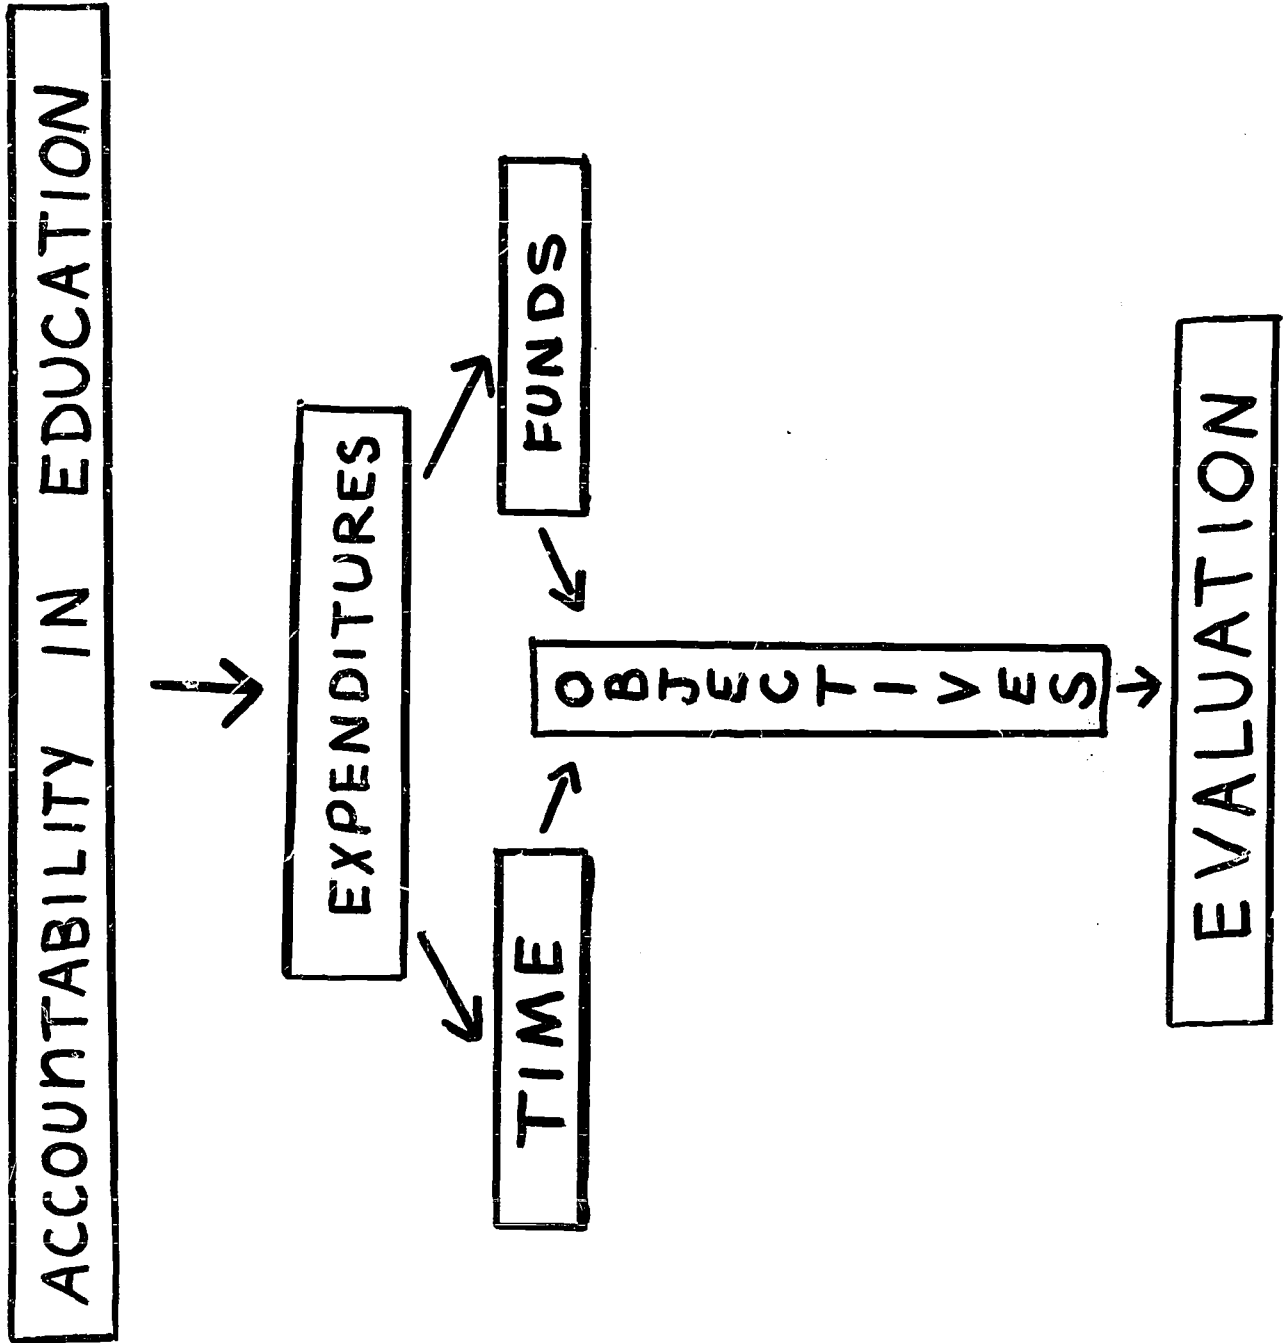 ACCOUNTABILITY IN EDUCATION
EXPENDITURES
TIME
FUNDS
OBJECTIVES
EVALUATION